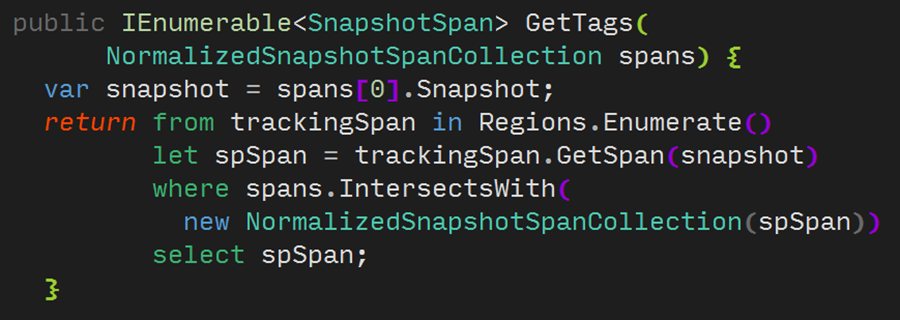 public IEnumerable<SnapshotSpan> GetTags(
      NormalizedSnapshotSpanCollection spans) {
  var snapshot = spans[0].Snapshot;
  return from trackingSpan in Regions.Enumerate()
         let spSpan = trackingSpan.GetSpan(snapshot)
         where spans.IntersectsWith(
           new NormalizedSnapshotSpanCollection(spSpan))
         select spSpan;
  }